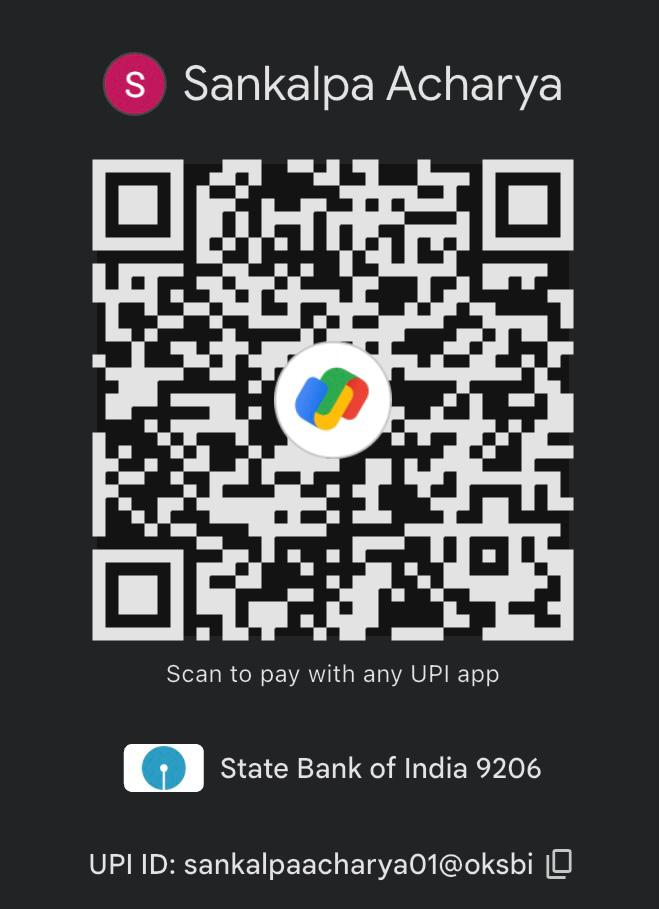 S Sankalpa Acharya
Scan to pay with any UPI app
State Bank of India 9206
UPI ID: sankalpaacharya01@oksbi